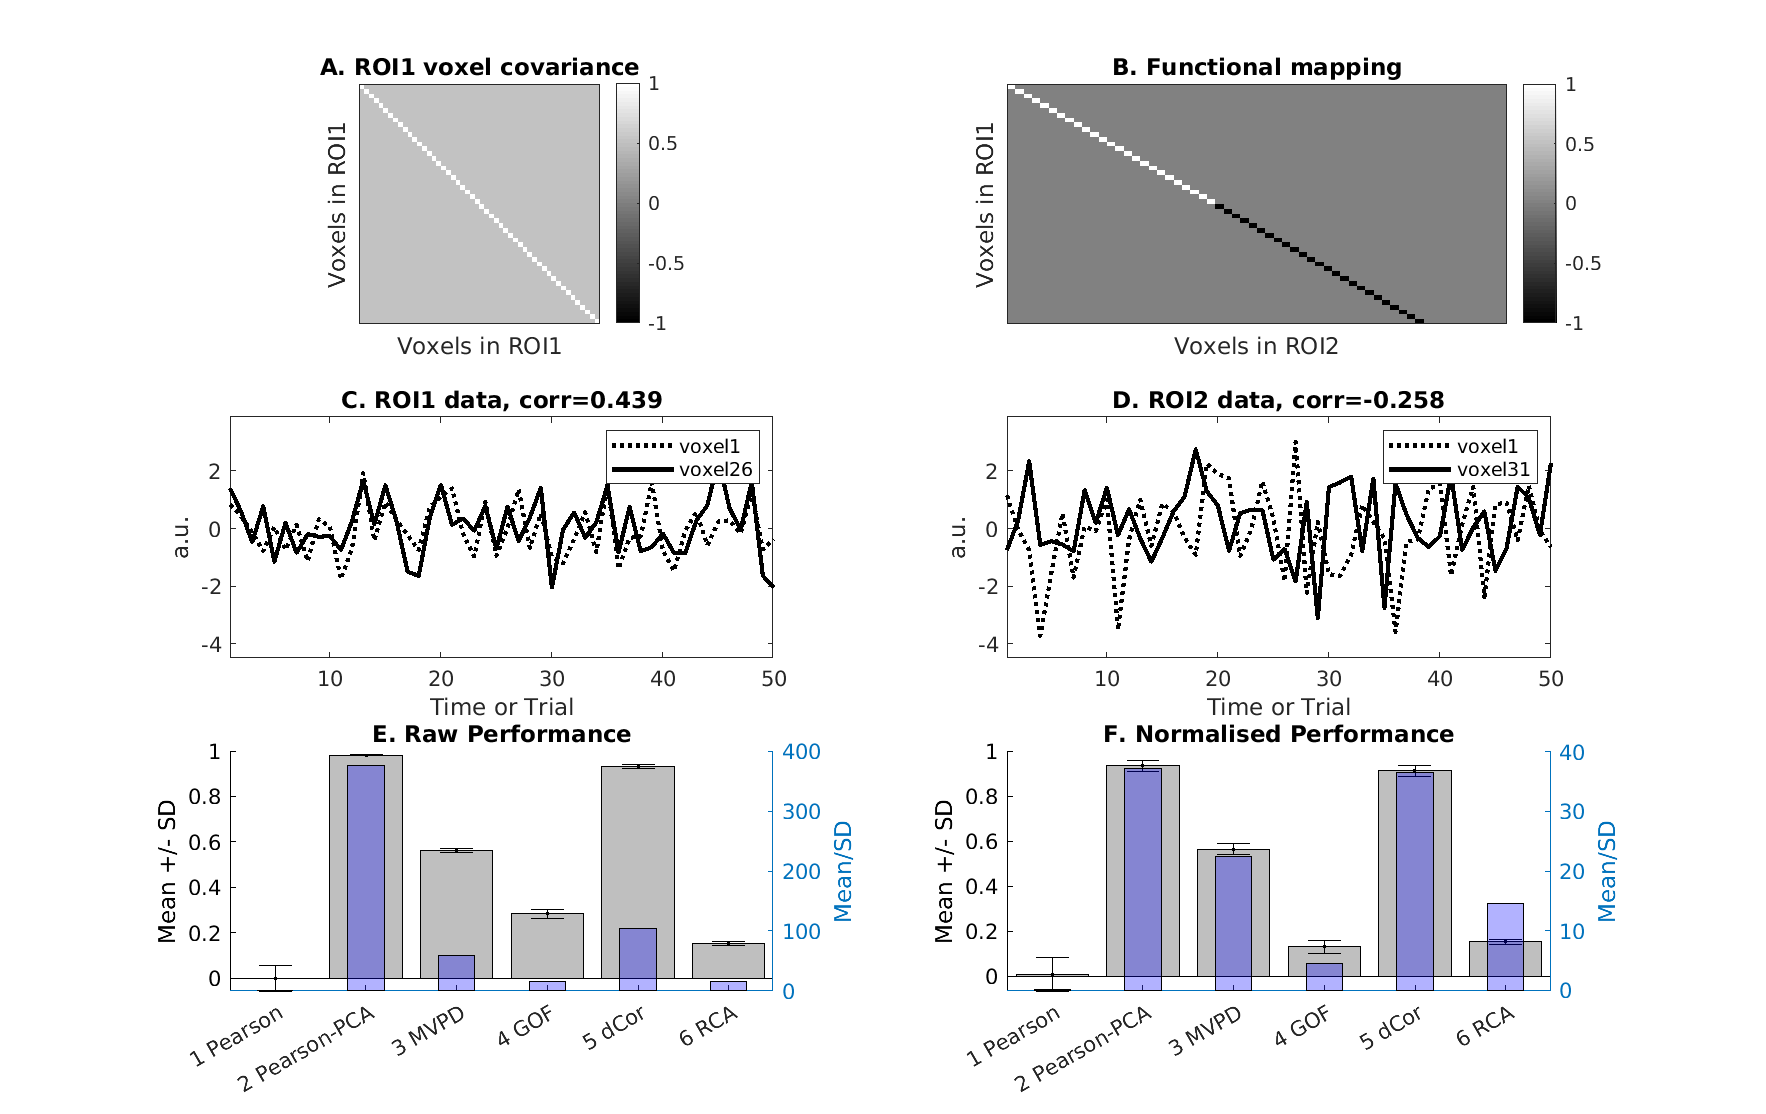 A. ROI1 voxel covariance
Voxels in ROI1
1
0.5
0
-0.5
-1
Voxels in ROI1
B. Functional mapping
Voxels in ROI1
1
0.5
0
-0.5
-1
Voxels in ROI2
C. ROI1 data, corr=0.439
voxel1
voxel26
a.u.
2
0
-2
-4
10 20 30 40 50
Time or Trial
D. ROI2 data, corr=-0.258
voxel1
voxel31
a.u.
2
0
-2
-4
10 20 30 40 50
Time or Trial
E. Raw Performance
Mean +/- SD
1
0.8
0.6
0.4
0.2
0
400
300
200
100
0
Mean/SD
1 Pearson
2 Pearson-PCA
3 MVPD
4 GOF
5 dCor
6 RCA
F. Normalised Performance
Mean +/- SD
1
0.8
0.6
0.4
0.2
0
40
30
20
10
0
Mean/SD
1 Pearson
2 Pearson-PCA
3 MVPD
4 GOF
5 dCor
6 RCA